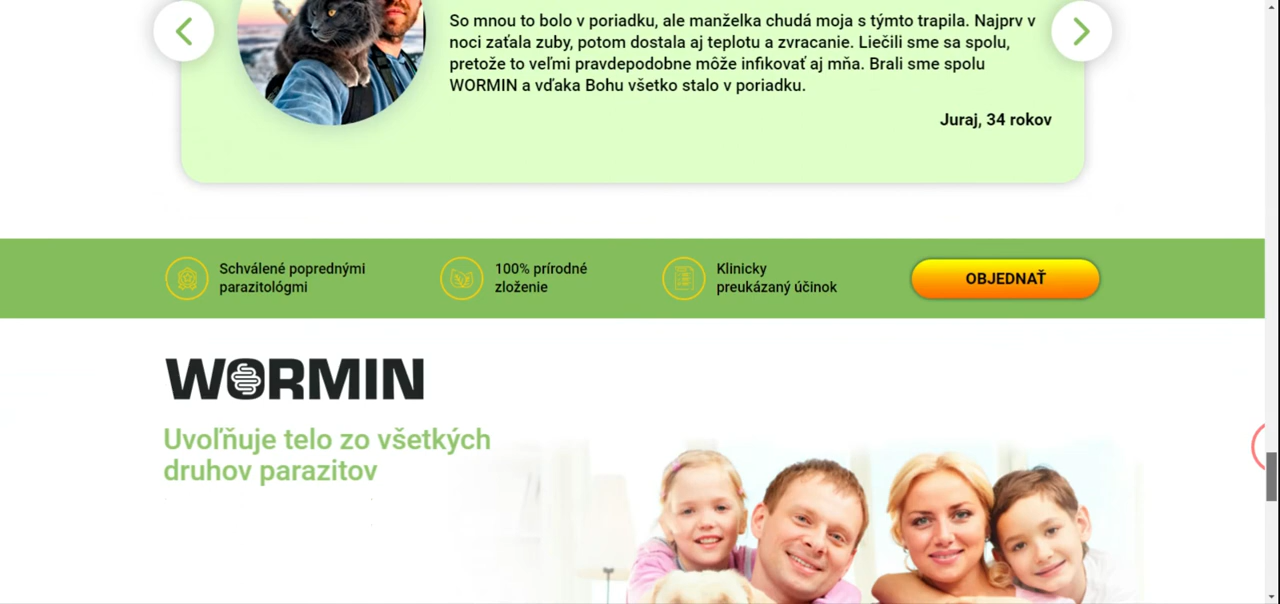 So mnou to bolo v poriadku, ale manželka chudá moja s týmto trapila. Najprv v
noci zaťala zuby, potom dostala aj teplotu a zvracanie. Liečili sme sa spolu,
pretože to veľmi pravdepodobne môže infikovať aj mňa. Brali sme spolu
WORMIN a vďaka Bohu všetko stalo v poriadku.
Juraj, 34 rokov
Schválené poprednými
parazitológmi
100% prírodné
zloženie
Klinicky
preukázaný účinok
OBJEDNAŤ
WORMIN
Uvoľňuje telo zo všetkých
druhov parazitov